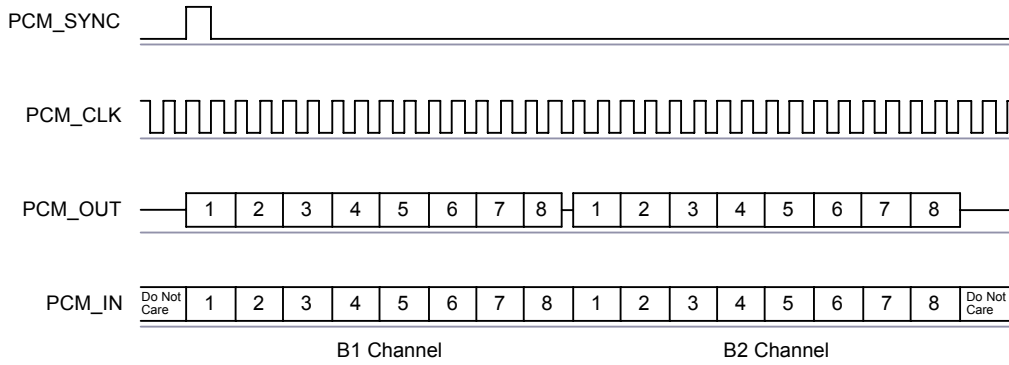 PCM_SYNC
PCM_CLK
PCM_OUT 1 2 3 4 5 6 7 8 1 2 3 4 5 6 7 8
PCM_IN Do Not Care 1 2 3 4 5 6 7 8 1 2 3 4 5 6 7 8 Do Not Care
B1 Channel B2 Channel